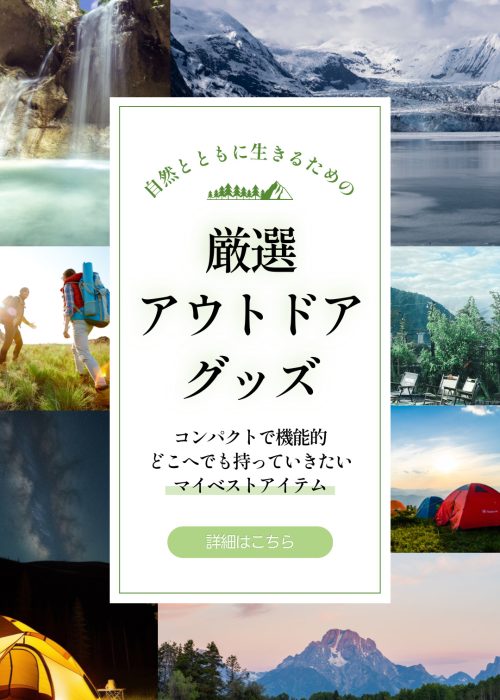 自然とともに生きるための
厳選
アウトドア
グッズ
コンパクトで機能的
どこへでも持っていきたい
マイベストアイテム
詳細はこちら